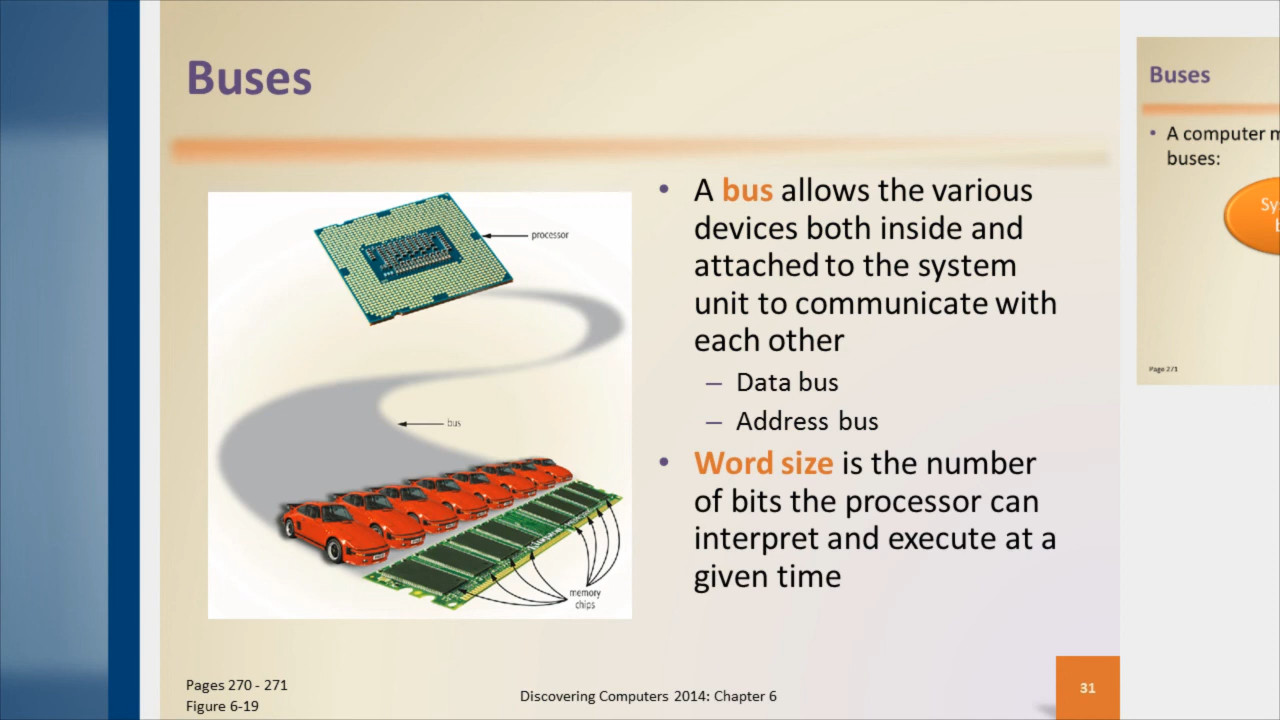 Buses
processor
bus
memory
chips
• A bus allows the various
devices both inside and
attached to the system
unit to communicate with
each other
– Data bus
– Address bus
• Word size is the number
of bits the processor can
interpret and execute at a
given time
Pages 270 - 271
Figure 6-19
Discovering Computers 2014: Chapter 6
31
Buses
• A computer
buses:
Page 271